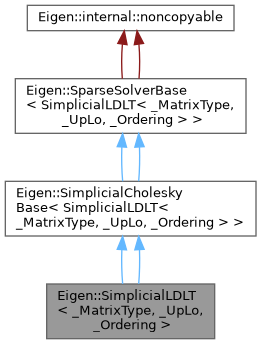 Eigen::internal::noncopyable
Eigen::SparseSolverBase
< SimplicialLDLT< _MatrixType,
_UpLo, _Ordering > >
Eigen::SimplicialCholesky
Base< SimplicialLDLT<
_MatrixType, _UpLo, _Ordering > >
Eigen::SimplicialLDLT
< _MatrixType, _UpLo,
_Ordering >